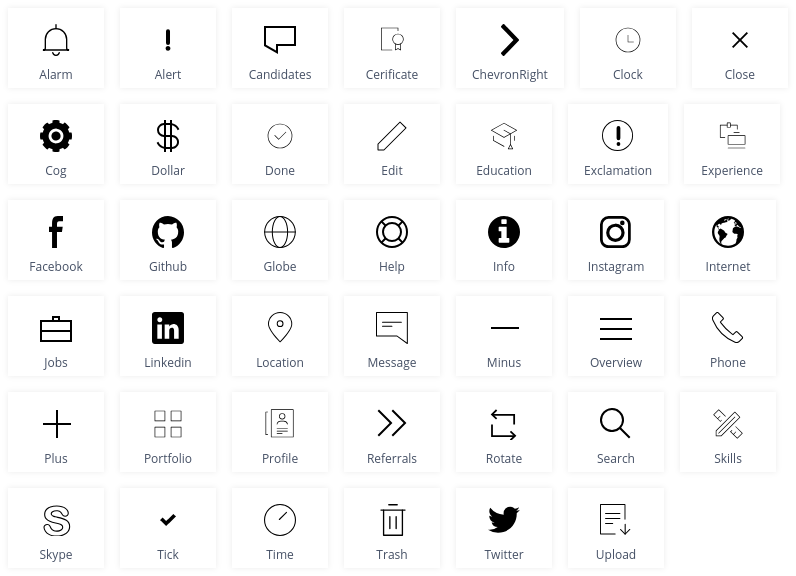 Alarm
Alert
Candidates
Cerificate
ChevronRight
Clock
Close
Cog
Dollar
Done
Edit
Education
Exclamation
Experience
Facebook
Github
Globe
Help
Info
Instagram
Internet
Jobs
Linkedin
Location
Message
Minus
Overview
Phone
Plus
Portfolio
Profile
Referrals
Rotate
Search
Skills
Skype
Tick
Time
Trash
Twitter
Upload